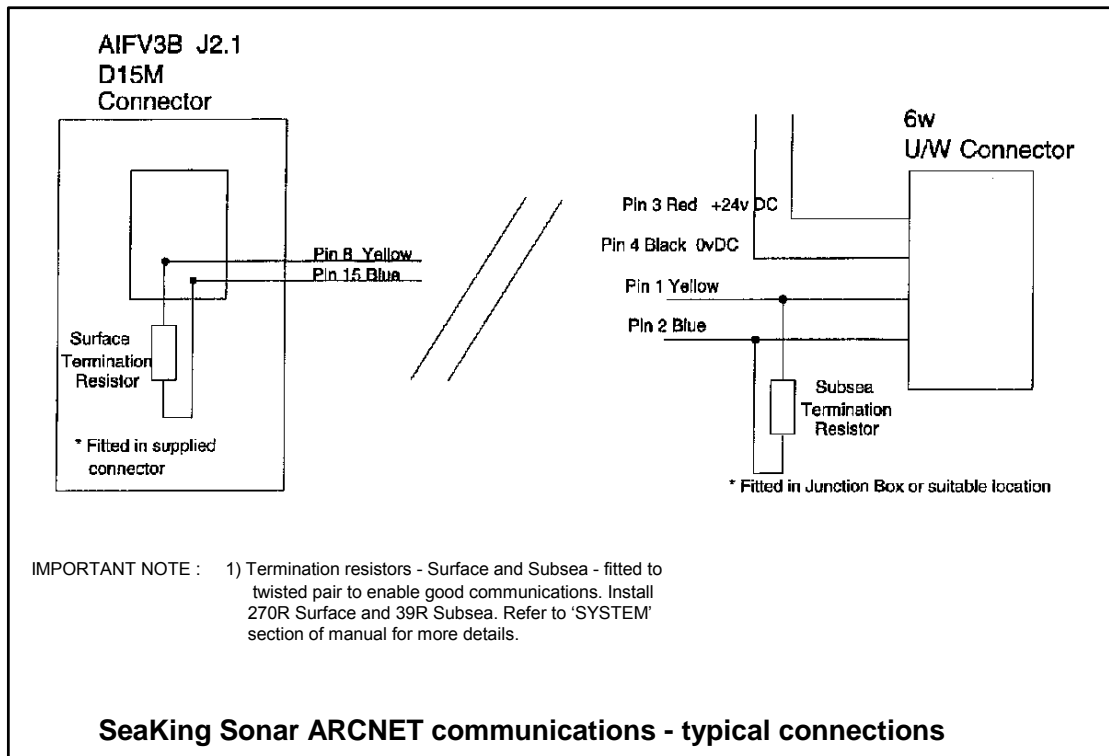 AIFV3B J2.1
D15M
Connector
6w
U/W Connector
Pin 3 Red +24v DC
Pin 4 Black 0vDC
Pin 8 Yellow
Pin 15 Blue
Pin 1 Yellow
Pin 2 Blue
Surface
Termination
Resistor
Subsea
Termination
Resistor
* Fitted in supplied
connector
* Fitted in Junction Box or suitable location
IMPORTANT NOTE : 1) Termination resistors - Surface and Subsea - fitted to
twisted pair to enable good communications. Install
270R Surface and 39R Subsea. Refer to ‘SYSTEM’
section of manual for more details.
SeaKing Sonar ARCNET communications - typical connections